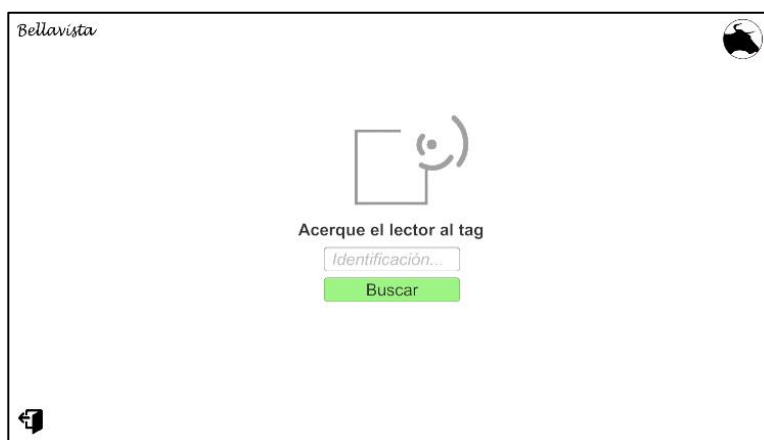 Bellavista
Acerque el lector al tag
Identificación...
Buscar